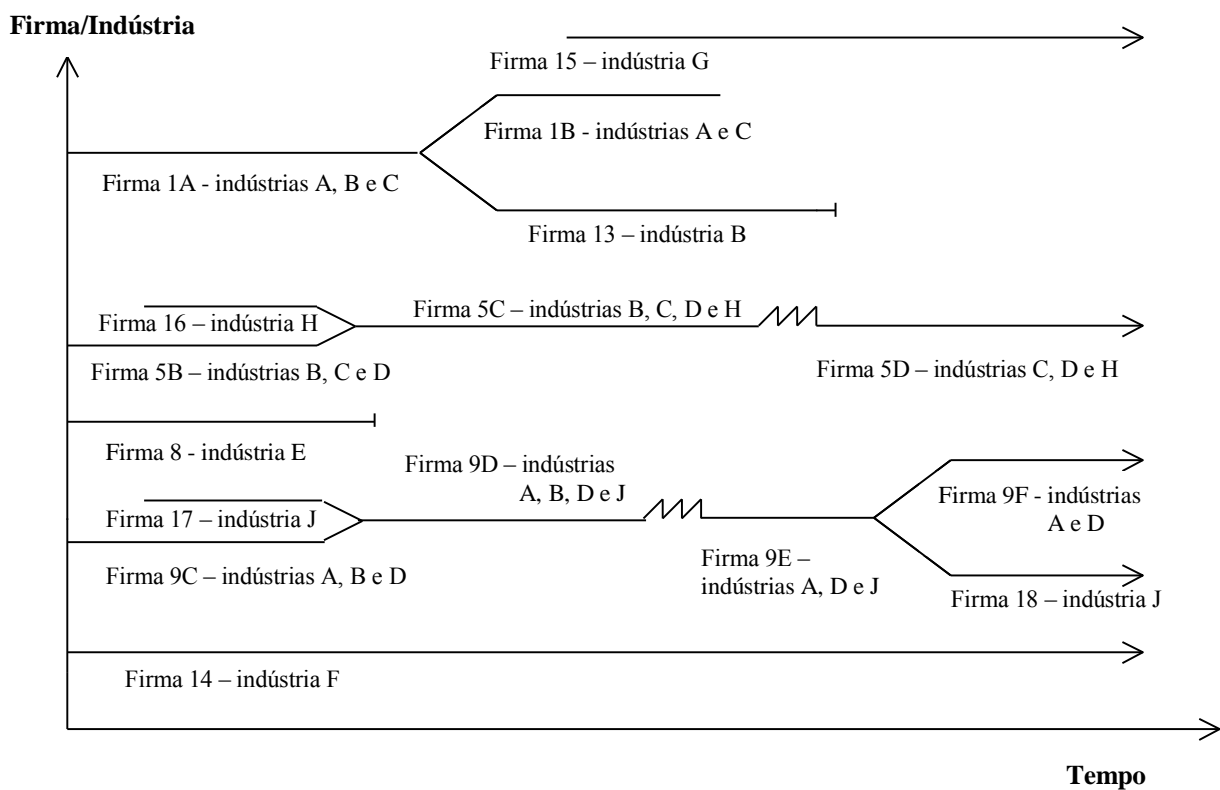 Firma/Indústria
Firma 15 – indústria G
Firma 1B - indústrias A e C
Firma 1A - indústrias A, B e C
Firma 13 – indústria B
Firma 5C – indústrias B, C, D e H
Firma 16 – indústria H
Firma 5B – indústrias B, C e D
Firma 5D – indústrias C, D e H
Firma 8 - indústria E
Firma 9D – indústrias
A, B, D e J
Firma 9F - indústrias
A e D
Firma 17 – indústria J
Firma 9C – indústrias A, B e D
Firma 9E –
indústrias A, D e J
Firma 18 – indústria J
Firma 14 – indústria F
Tempo